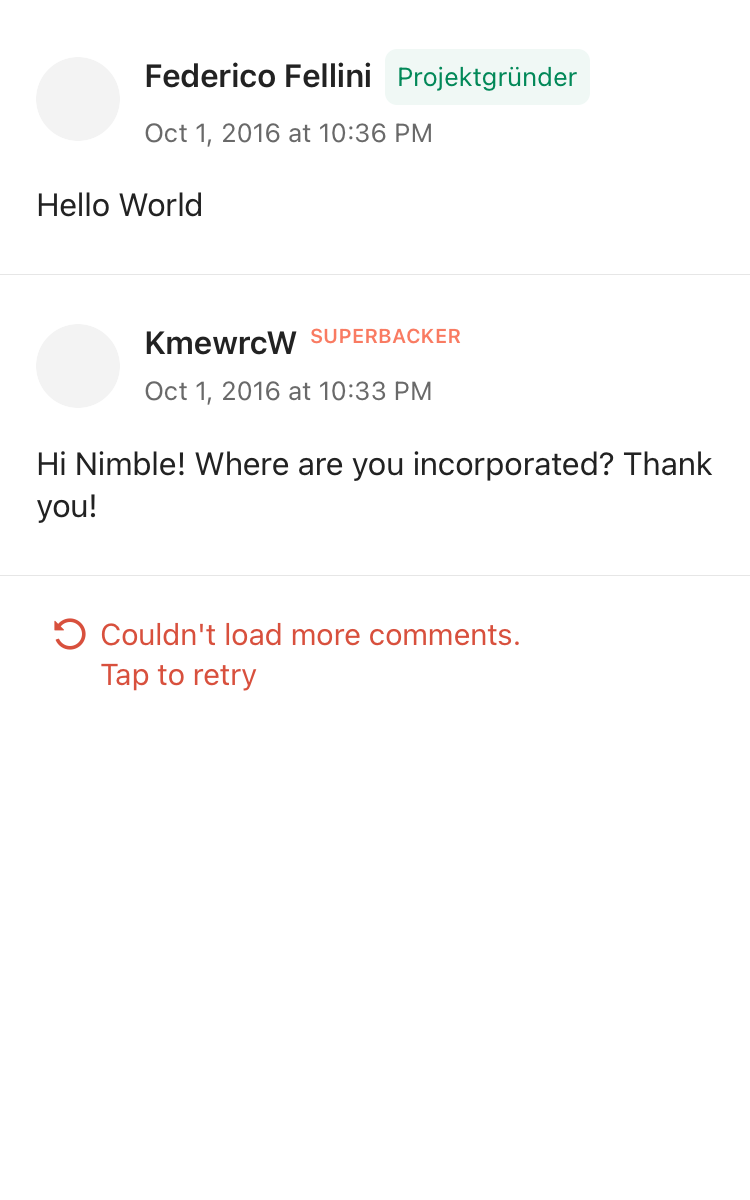 Federico Fellini Projektgründer
Oct 1, 2016 at 10:36 PM
Hello World
KmewrcW SUPERBACKER
Oct 1, 2016 at 10:33 PM
Hi Nimble! Where are you incorporated? Thank
you!
Couldn't load more comments.
Tap to retry